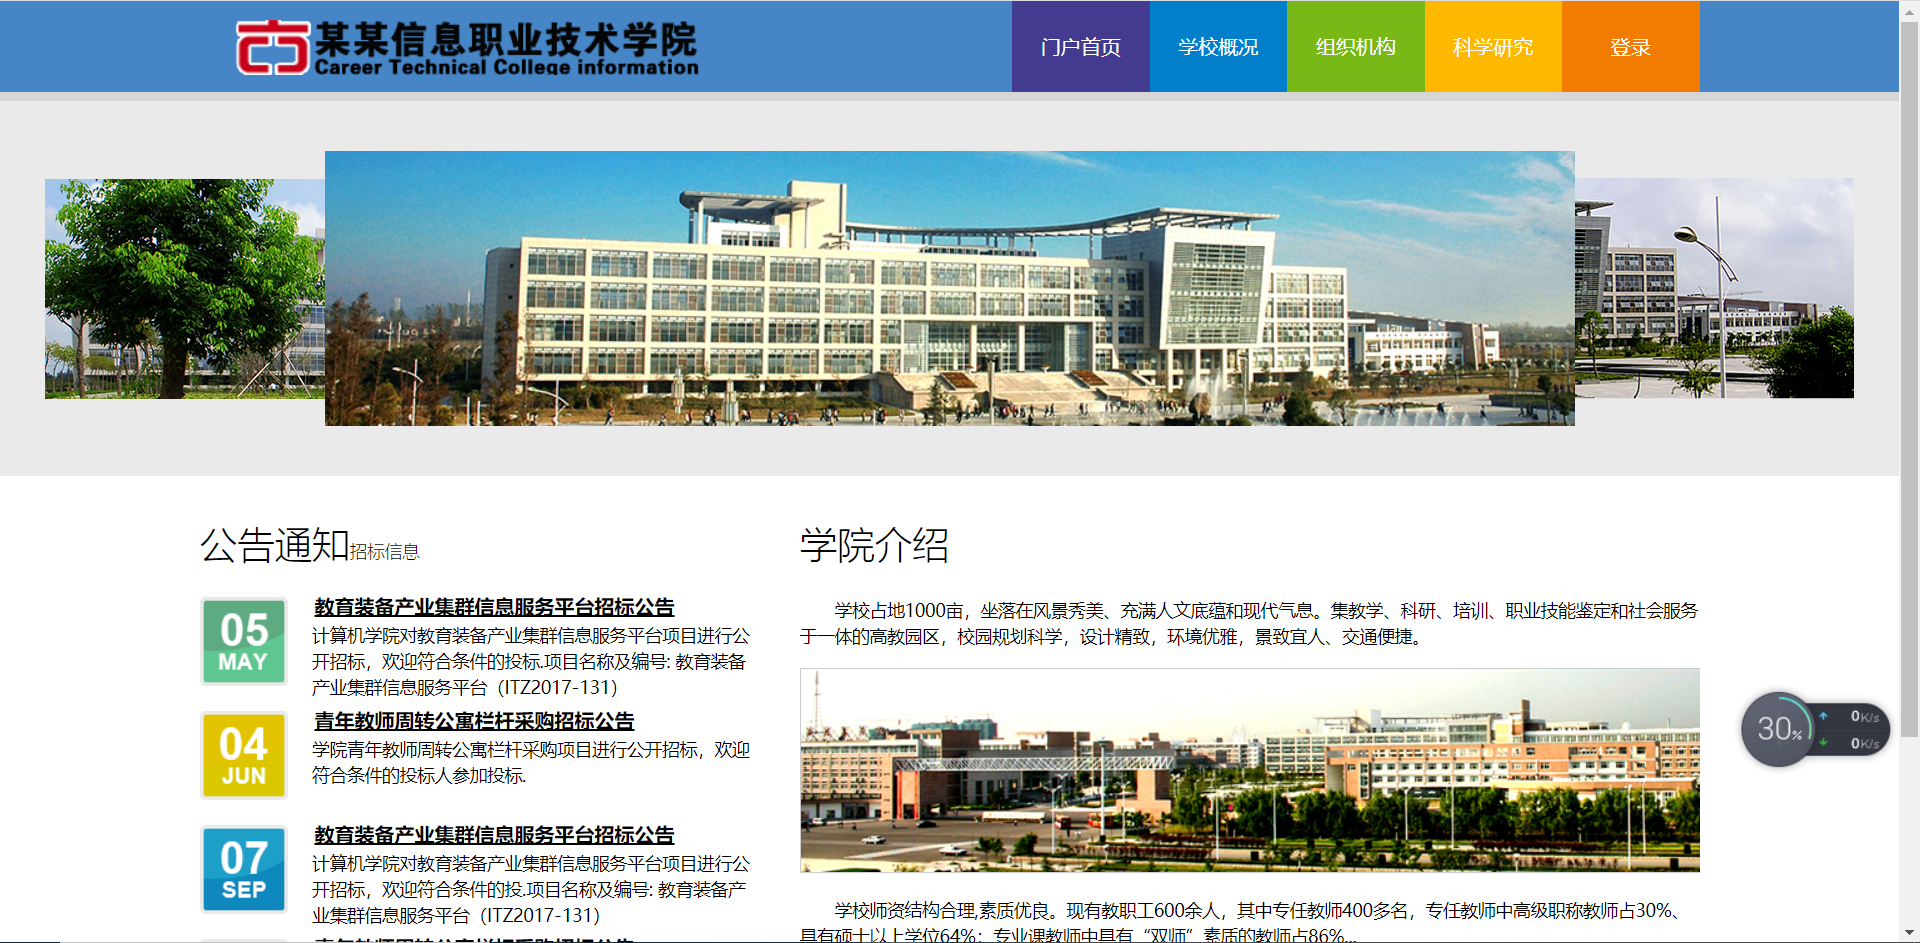 某某信息职业技术学院
Career Technical College information
门户首页
学校概况
组织机构
科学研究
登录
公告通知招标信息
05
MAY
教育装备产业集群信息服务平台招标公告
计算机学院对教育装备产业集群信息服务平台项目进行公
开招标，欢迎符合条件的投标.项目名称及编号: 教育装备
产业集群信息服务平台（ITZ2017-131）
04
JUN
青年教师周转公寓栏杆采购招标公告
学院青年教师周转公寓栏杆采购项目进行公开招标，欢迎
符合条件的投标人参加投标.
07
SEP
教育装备产业集群信息服务平台招标公告
计算机学院对教育装备产业集群信息服务平台项目进行公
开招标，欢迎符合条件的投.项目名称及编号: 教育装备产
业集群信息服务平台（ITZ2017-131）
青年教师周转公寓栏杆采购招标公告
学院介绍
学校占地1000亩，坐落在风景秀美、充满人文底蕴和现代气息。集教学、科研、培训、职业技能鉴定和社会服务
于一体的高教园区，校园规划科学，设计精致，环境优雅，景致宜人、交通便捷。
学校师资结构合理,素质优良。现有教职工600余人，其中专任教师400多名，专任教师中高级职称教师占30%、
具有硕士以上学位64%；专业课教师中具有“双师”素质的教师占86%...
30%
0K/s
0K/s